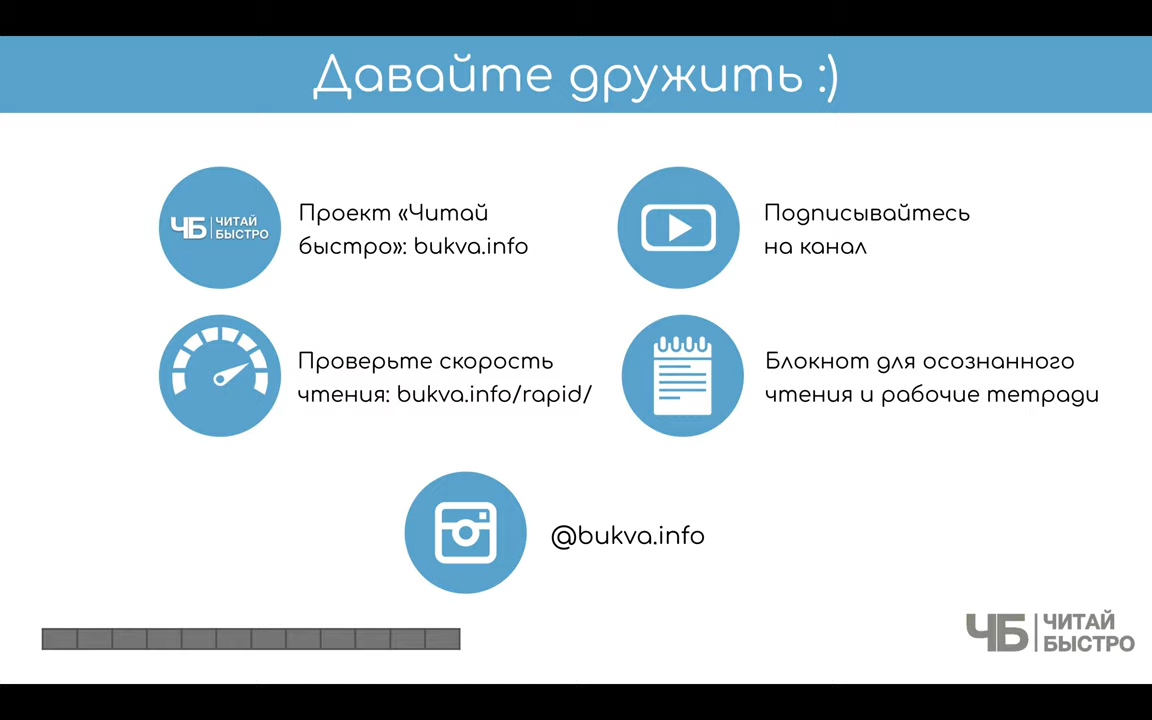 Давайте дружить :)
ЧБ ЧИТАЙ
БЫСТРО
Проект «Читай
быстро»: bukva.info
Подписывайтесь
на канал
Проверьте скорость
чтения: bukva.info/rapid/
Блокнот для осознанного
чтения и рабочие тетради
@bukva.info
ЧБ ЧИТАЙ
БЫСТРО